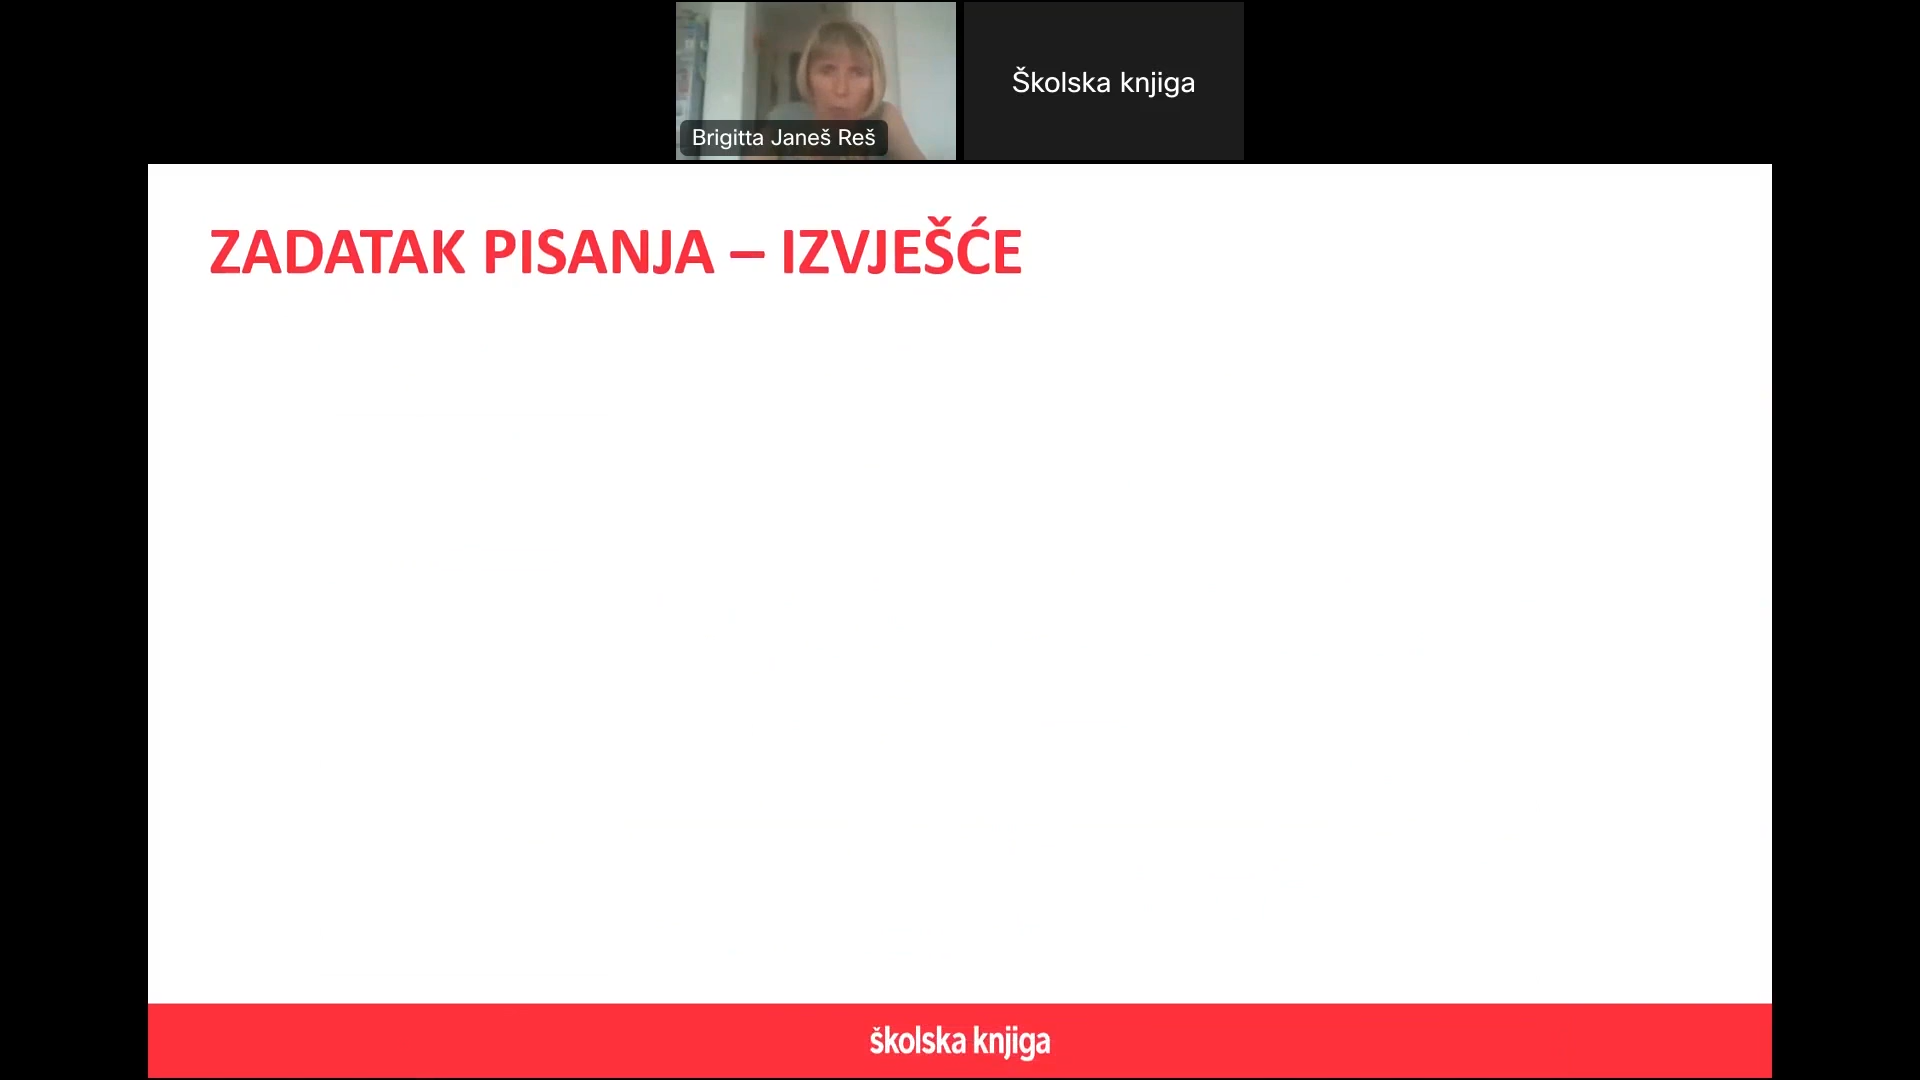 Školska knjiga
Brigitta Janeš Reš
ZADATAK PISANJA – IZVJEŠĆE
školska knjiga